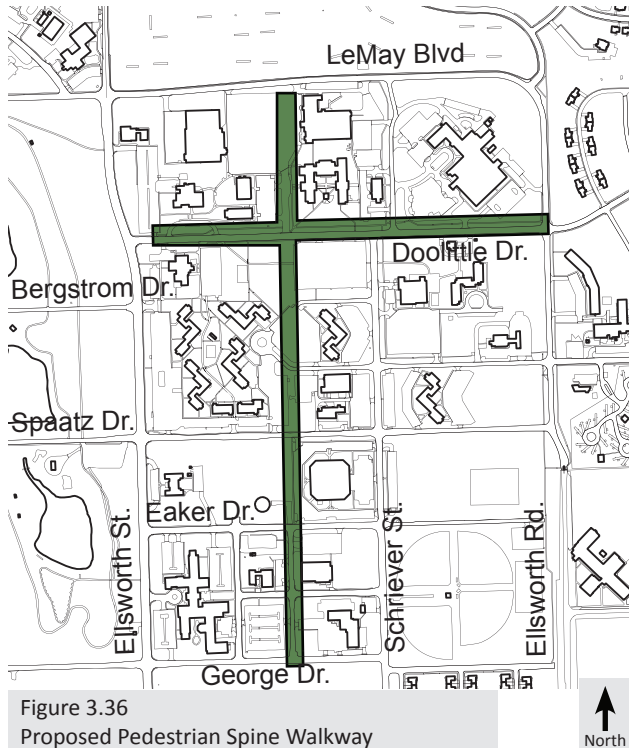 LeMay Blvd
Doolittle Dr.
Bergstrom Dr.
Spaatz Dr.
Eaker Dr.
Ellsworth St.
Schriever St.
Ellsworth Rd.
George Dr.
Figure 3.36
Proposed Pedestrian Spine Walkway
North